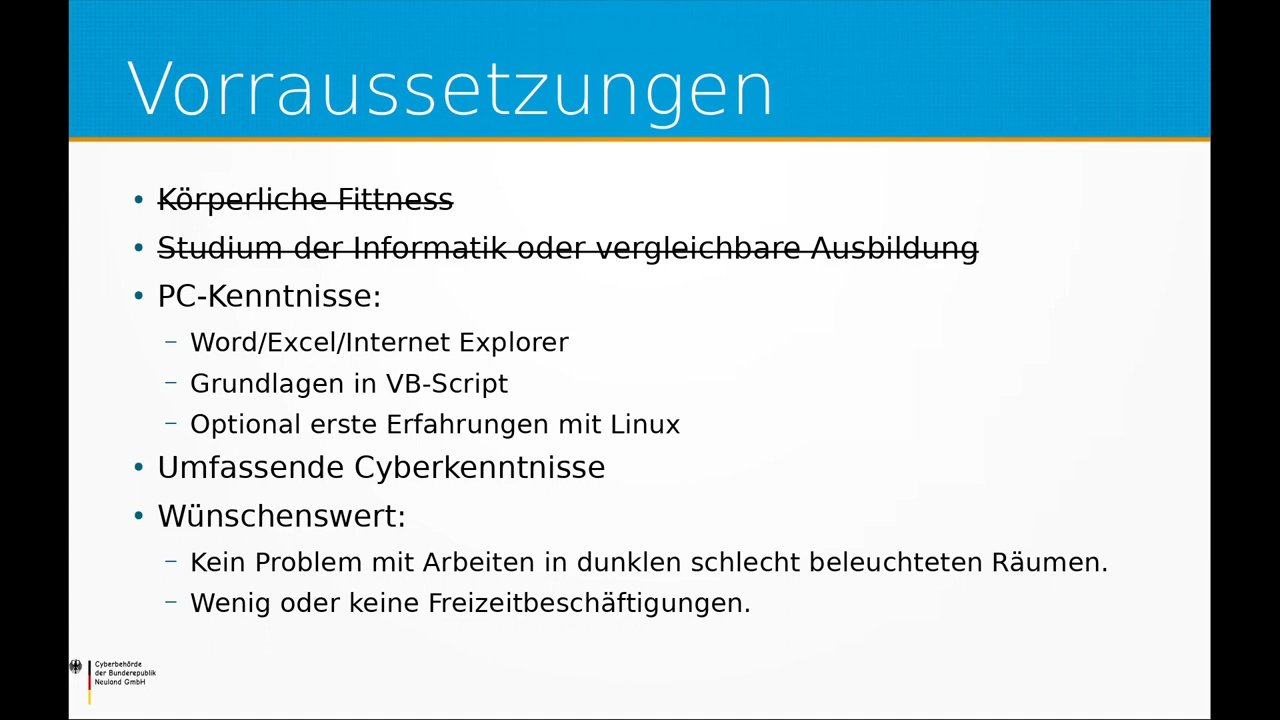 Vorraussetzungen
Körperliche Fittness
Studium der Informatik oder vergleichbare Ausbildung
PC-Kenntnisse:
Word/Excel/Internet Explorer
Grundlagen in VB-Script
Optional erste Erfahrungen mit Linux
Umfassende Cyberkenntnisse
Wünschenswert:
Kein Problem mit Arbeiten in dunklen schlecht beleuchteten Räumen.
Wenig oder keine Freizeitbeschäftigungen.
Cyberbehörde
der Bunderepublik
Neuland GmbH